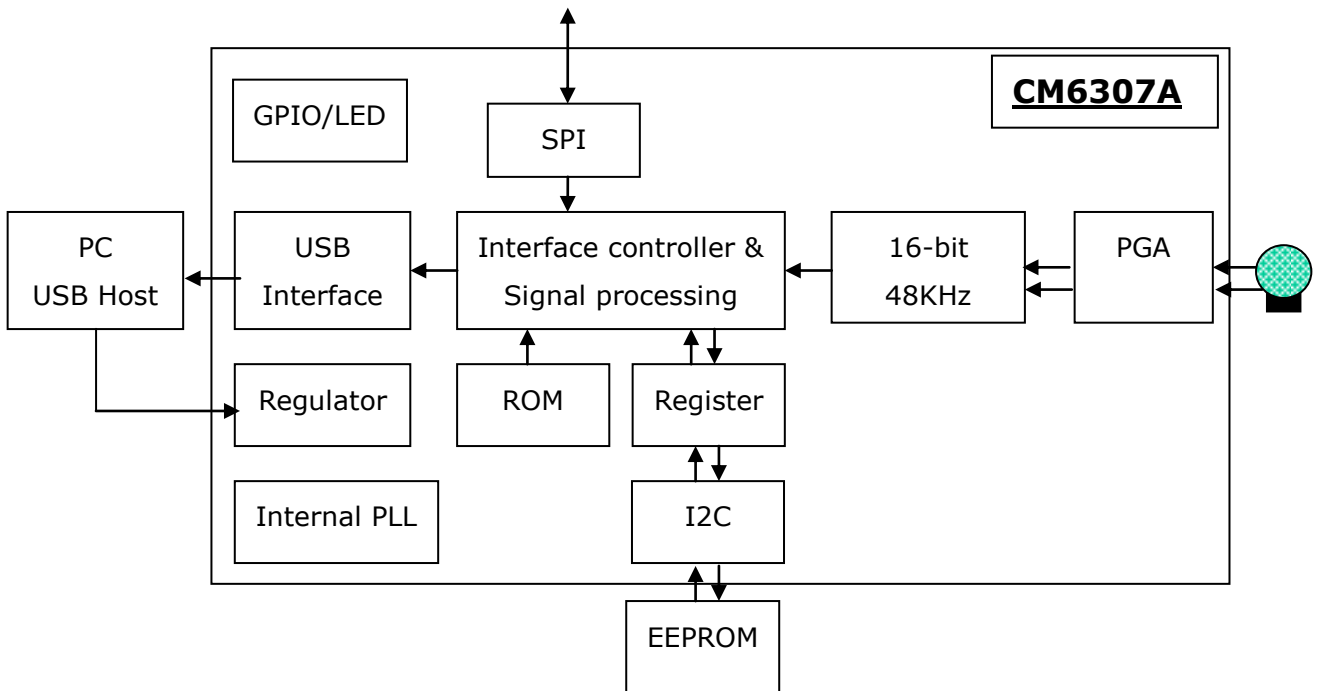 CM6307A
GPIO/LED
SPI
PC
USB Host
USB
Interface
Interface controller &
Signal processing
16-bit
48KHz
PGA
Regulator
ROM
Register
Internal PLL
I2C
EEPROM